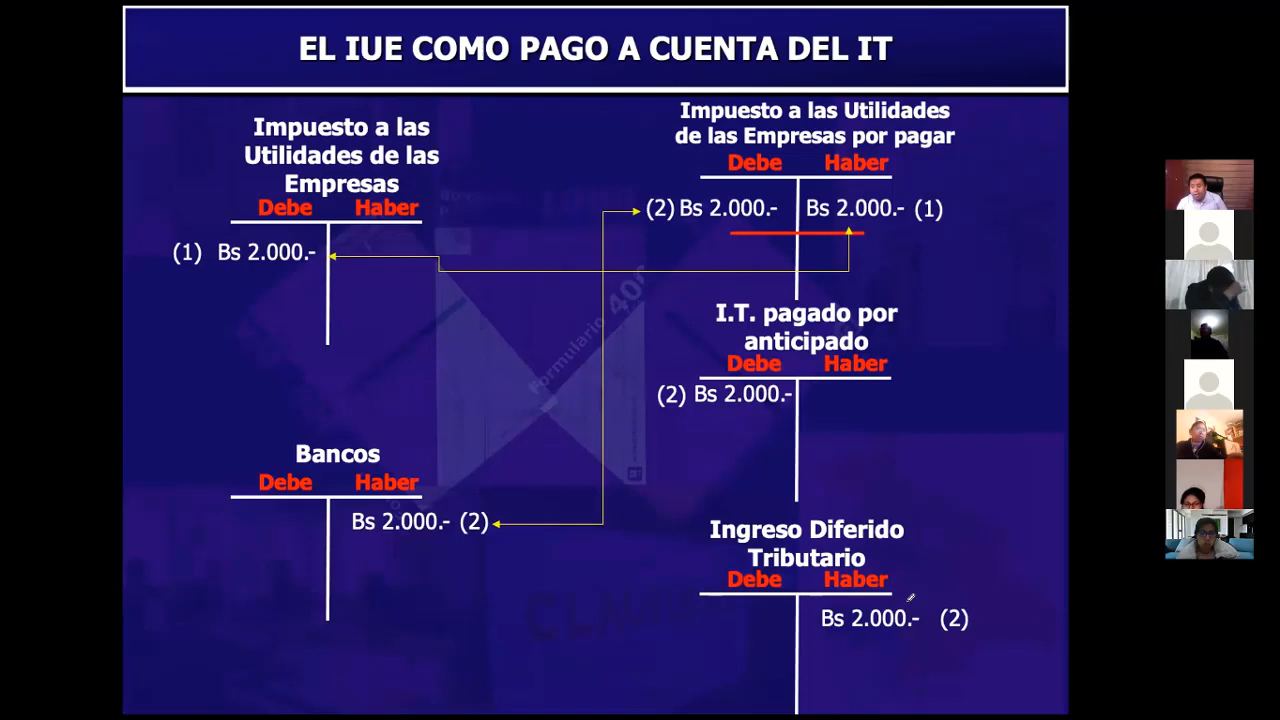 EL IUE COMO PAGO A CUENTA DEL IT
Impuesto a las
Utilidades de las
Empresas
Debe Haber
(1) Bs 2.000.-
Bancos
Debe Haber
Bs 2.000.- (2)
Impuesto a las Utilidades
de las Empresas por pagar
Debe Haber
(2) Bs 2.000.- Bs 2.000.- (1)
I.T. pagado por
anticipado
Debe Haber
(2) Bs 2.000.-
Ingreso Diferido
Tributario
Debe Haber
Bs 2.000.- (2)
Formulario 400